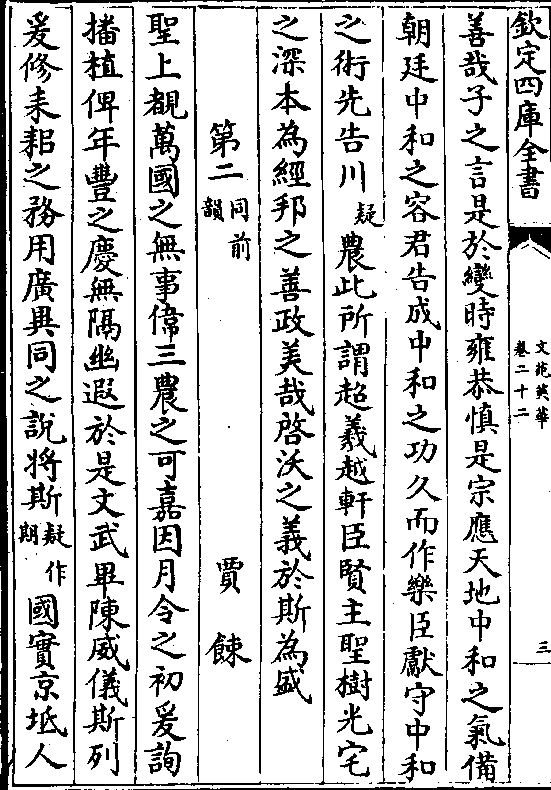 欽定四庫全書
文苑英華
卷二十二
三
善哉子之言是於變時雍恭慎是宗應天地中和之氣備
朝廷中和之容君告成中和之功久而作樂臣獻守中和
之術先告川疑農此所謂超羲越軒臣賢主聖樹光宅
之深本為經邦之善政美哉啓沃之義於斯為盛
第二同前韻 賈餗
聖上覩萬國之無事偉三農之可嘉因月令之初爰詢
播植俾年豐之慶無隔幽遐於是文武畢陳威儀斯列
爰修耒耜之務用廣異同之說將斯疑作期國實京坻人